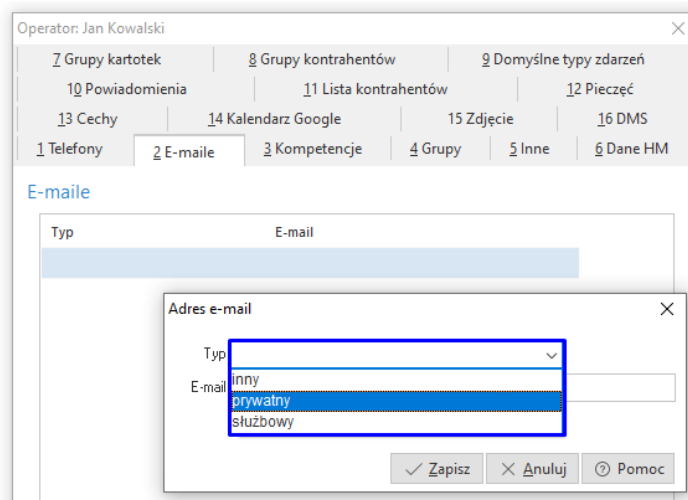 Operator: Jan Kowalski
7 Grupy kartotek 8 Grupy kontrahentów 9 Domyślne typy zdarzeń
10 Powiadomienia 11 Lista kontrahentów 12 Pieczęć
13 Cechy 14 Kalendarz Google 15 Zdjęcie 16 DMS
1 Telefony 2 E-maile 3 Kompetencje 4 Grupy 5 Inne 6 Dane HM
E-maile
Typ E-mail
Adres e-mail
Typ
E-mail
inny
prywatny
służbowy
Zapisz Anuluj Pomoc